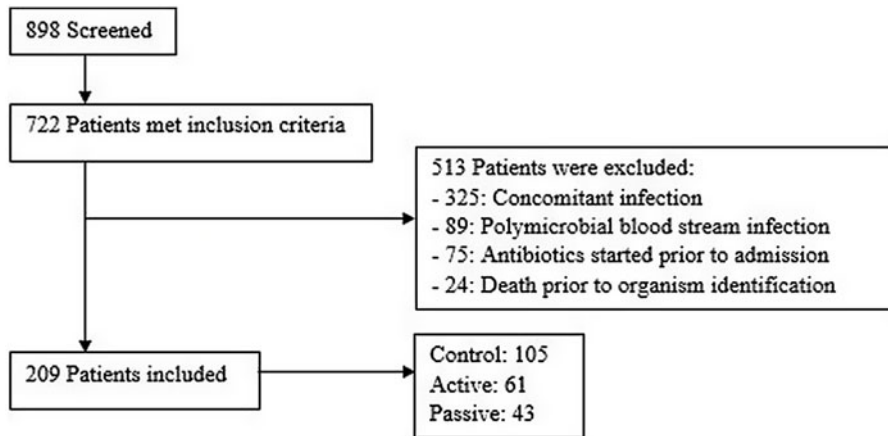 898 Screened
722 Patients met inclusion criteria
513 Patients were excluded:
- 325: Concomitant infection
- 89: Polymicrobial blood stream infection
- 75: Antibiotics started prior to admission
- 24: Death prior to organism identification
209 Patients included
Control: 105
Active: 61
Passive: 43